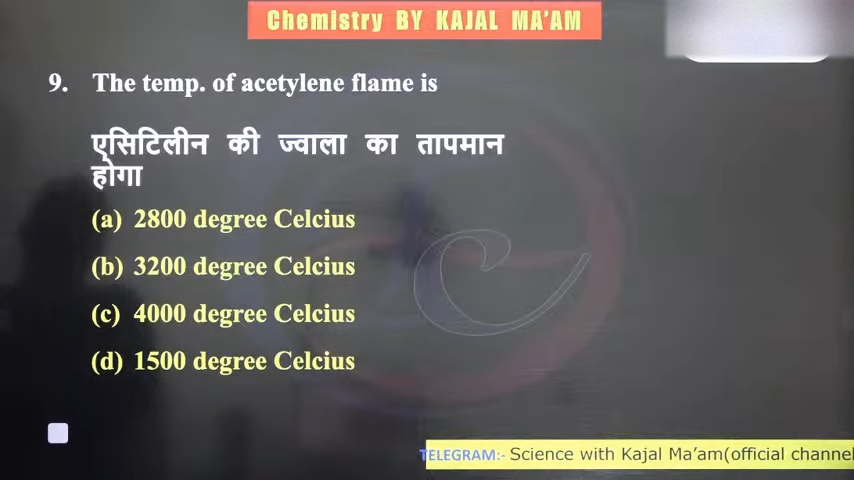 Chemistry BY KAJAL MA'AM
9. The temp. of acetylene flame is
एसिटिलीन की ज्वाला का तापमान
होगा
(a) 2800 degree Celcius
(b) 3200 degree Celcius
(c) 4000 degree Celcius
(d) 1500 degree Celcius
TELEGRAM:- Science with Kajal Ma'am(official channel